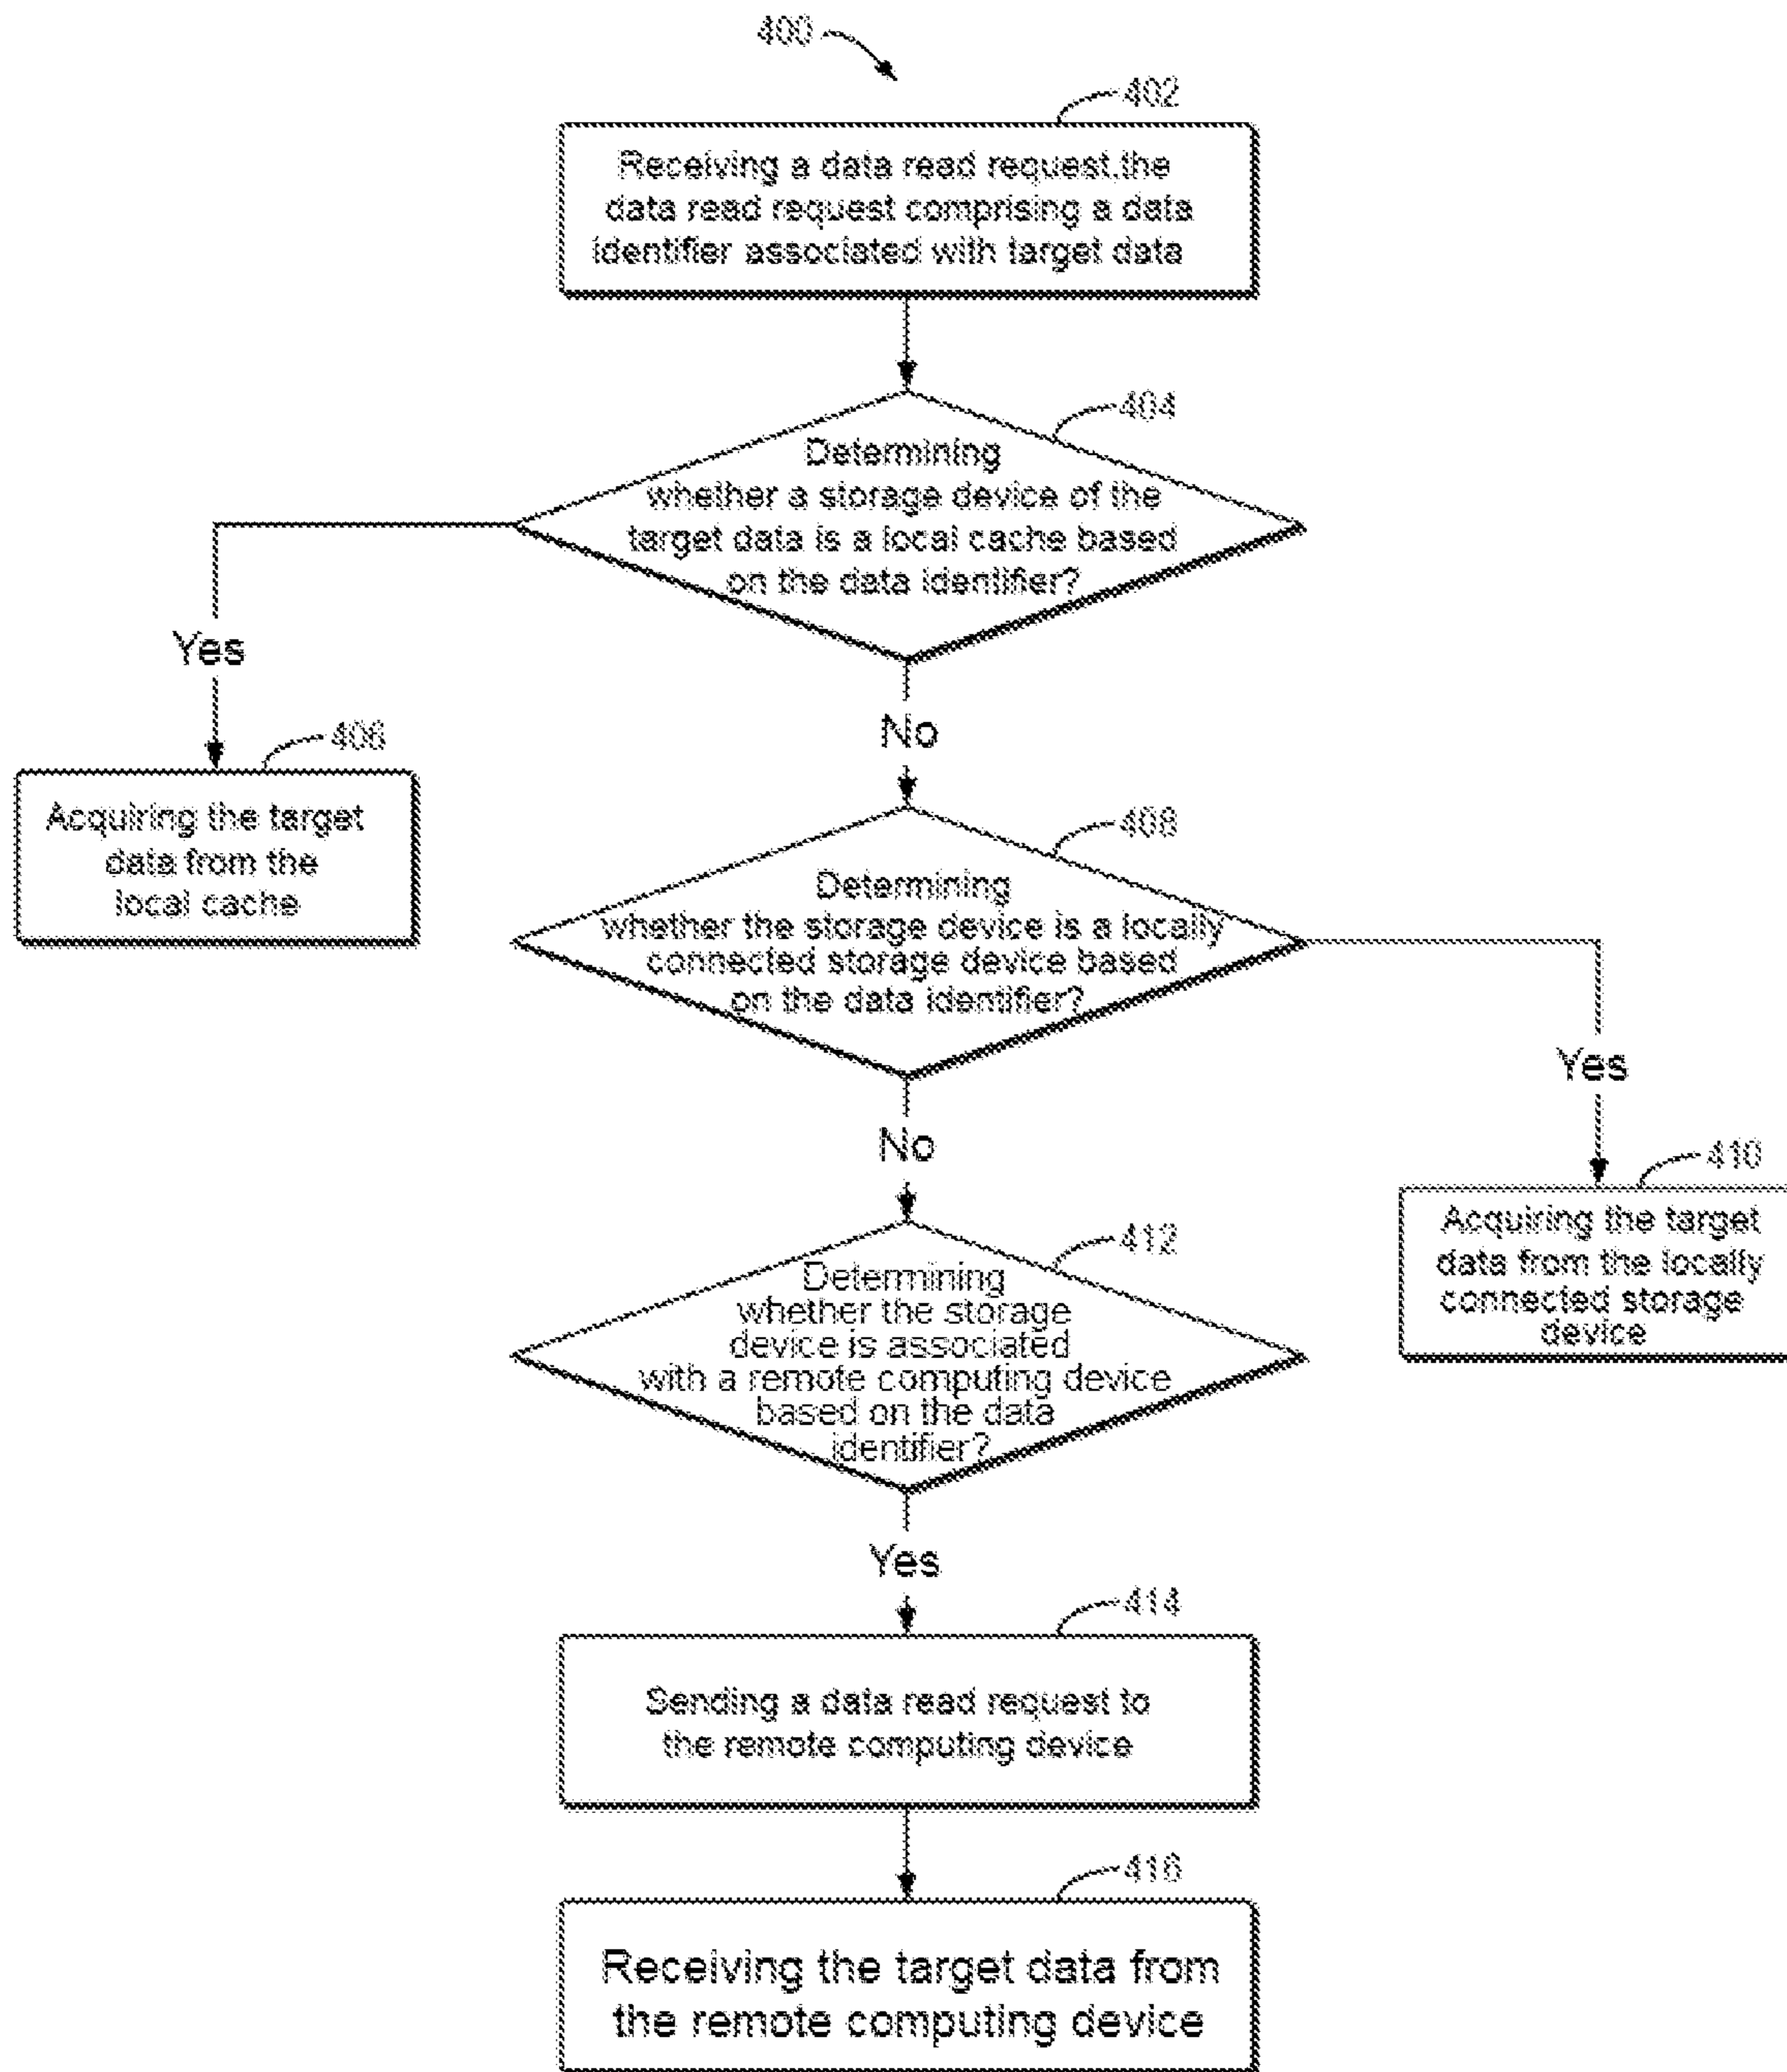 400
402
Receiving a data read request,the
data read request comprising a data
identifier associated with target data
404
Determining
whether a storage device of the
target data is a local cache based
on the data identifier?
Yes
No
406
Acquiring the target
data from the
local cache
408
Determining
whether the storage device is a locally
connected storage device based
on the data identifier?
Yes
No
410
Acquiring the target
data from the locally
connected storage
device
412
Determining
whether the storage
device is associated
with a remote computing device
based on the data
identifier?
Yes
414
Sending a data read request to
the remote computing device
416
Receiving the target data from
the remote computing device